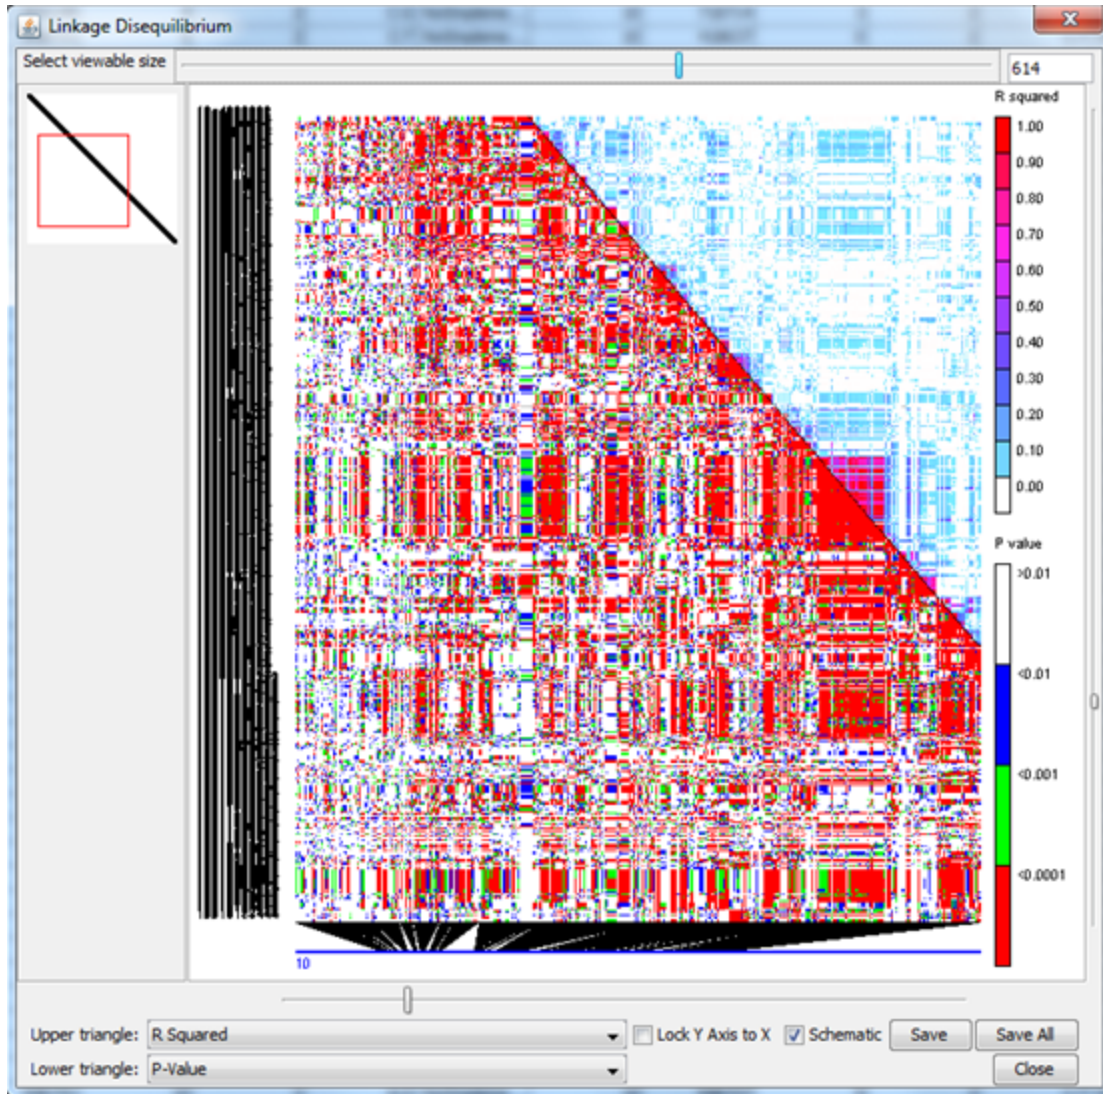 Linkage Disequilibrium
Select viewable size
614
R squared
1.00
0.90
0.80
0.70
0.60
0.50
0.40
0.30
0.20
0.10
0.00
P value
>0.01
<0.01
<0.001
<0.0001
10
Upper triangle: R Squared
Lock Y Axis to X
Schematic
Save
Save All
Lower triangle: P-Value
Close